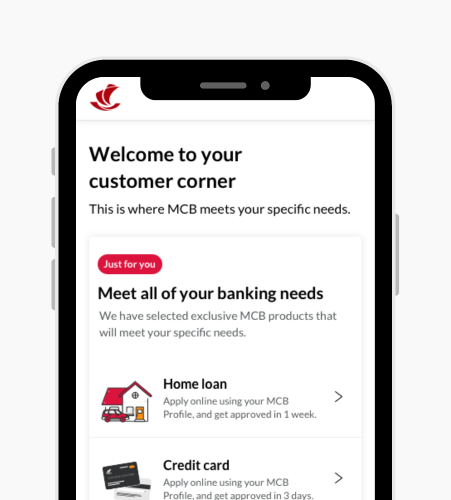 Welcome to your
customer corner
This is where MCB meets your specific needs.
Just for you
Meet all of your banking needs
We have selected exclusive MCB products that
will meet your specific needs.
Home loan
Apply online using your MCB
Profile, and get approved in 1 week.
Credit card
Apply online using your MCB
Profile, and get approved in 3 days.